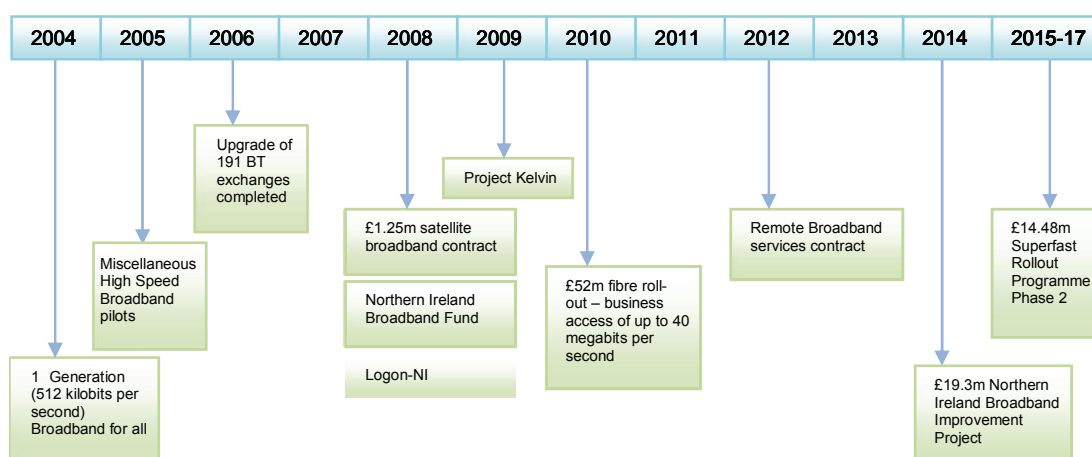 2004 2005 2006 2007 2008 2009 2010 2011 2012 2013 2014 2015-17
1 Generation
(512 kilobits per
second)
Broadband for all
Miscellaneous
High Speed
Broadband
pilots
Upgrade of
191 BT
exchanges
completed
£1.25m satellite
broadband contract
Northern Ireland
Broadband Fund
Logon-NI
Project Kelvin
£52m fibre roll-
out – business
access of up to 40
megabits per
second
Remote Broadband
services contract
£19.3m Northern
Ireland Broadband
Improvement
Project
£14.48m
Superfast
Rollout
Programme
Phase 2